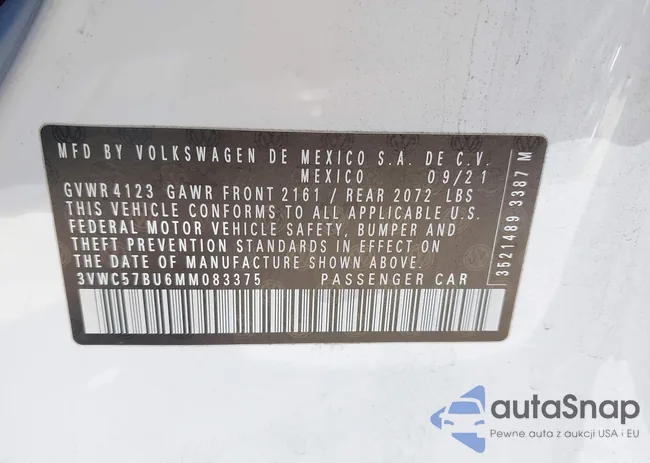 MFD BY VOLKSWAGEN DE MEXICO S.A. DE C.V.
MEXICO 09/21
GVWR 4123 GAWR FRONT 2161 / REAR 2072 LBS
THIS VEHICLE CONFORMS TO ALL APPLICABLE U.S.
FEDERAL MOTOR VEHICLE SAFETY, BUMPER AND
THEFT PREVENTION STANDARDS IN EFFECT ON
THE DATE OF MANUFACTURE SHOWN ABOVE.
3VWC57BU6MM083375 PASSENGER CAR
3521489 3387 M
autoSnap
Pewne auta z aukcji USA i EU